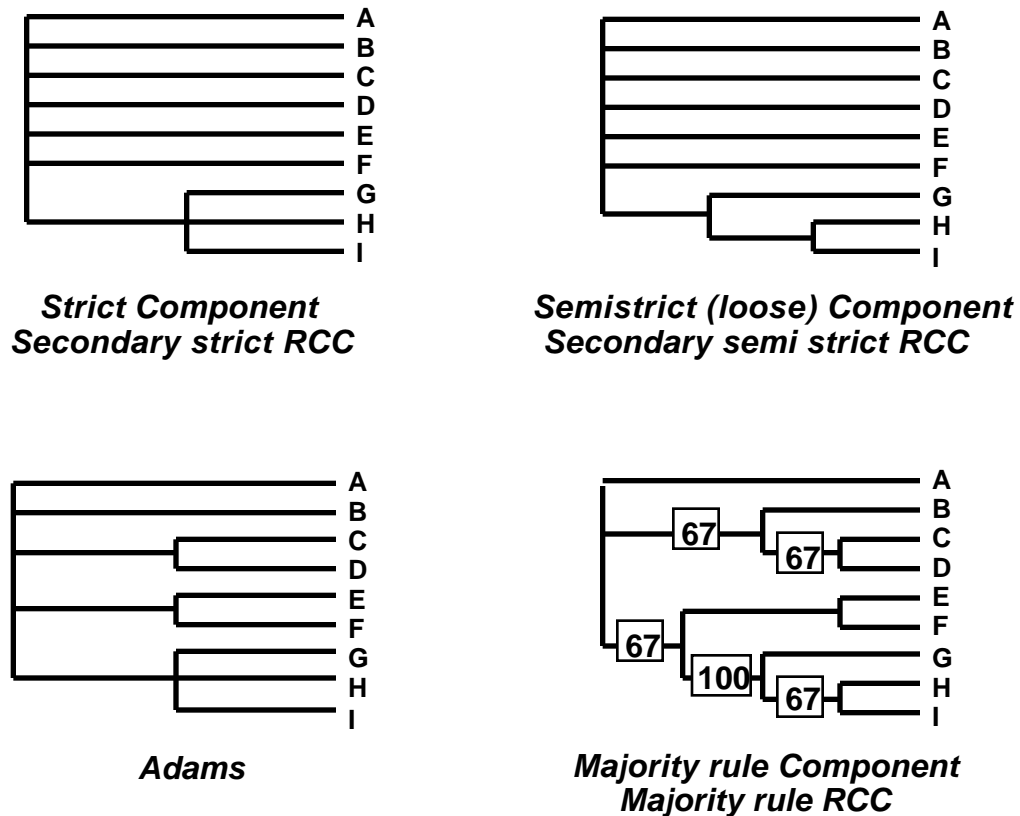 A
B
C
D
E
F
G
H
I
Strict Component
Secondary strict RCC
A
B
C
D
E
F
G
H
I
Semistrict (loose) Component
Secondary semi strict RCC
A
B
C
D
E
F
G
H
I
Adams
A
B
67
C
67
D
E
F
67
G
100
H
67
I
Majority rule Component
Majority rule RCC